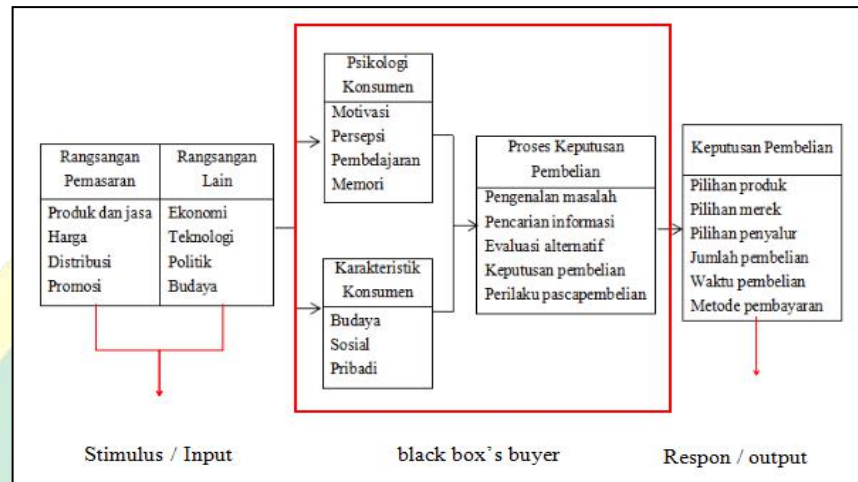 Rangsangan
Pemasaran
Rangsangan
Lain
Produk dan jasa
Harga
Distribusi
Promosi
Ekonomi
Teknologi
Politik
Budaya
Psikologi
Konsumen
Motivasi
Persepsi
Pembelajaran
Memori
Karakteristik
Konsumen
Budaya
Sosial
Pribadi
Proses Keputusan
Pembelian
Pengenalan masalah
Pencarian informasi
Evaluasi alternatif
Keputusan pembelian
Perilaku pascapembelian
Keputusan Pembelian
Pilihan produk
Pilihan merek
Pilihan penyalur
Jumlah pembelian
Waktu pembelian
Metode pembayaran
Stimulus / Input
black box's buyer
Respon / output